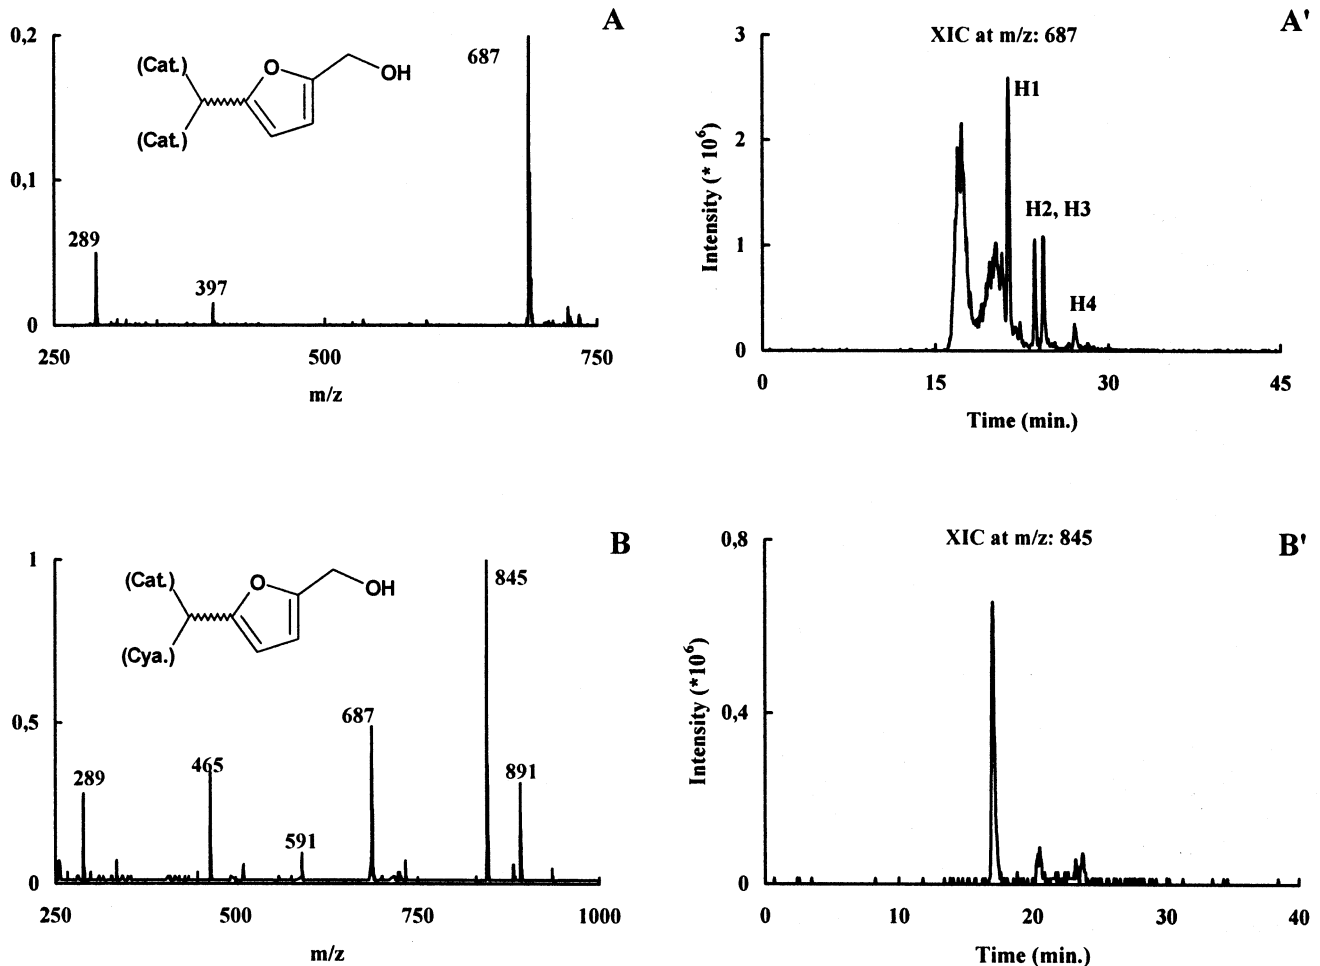 A
0,2
0,1
0
(Cat.)
(Cat.)
O
OH
687
289
397
250
500
750
m/z
A'
XIC at m/z: 687
3
2
1
0
Intensity (* 10⁶)
H1
H2, H3
H4
0
15
30
45
Time (min.)
B
1
0,5
0
(Cat.)
(Cya.)
O
OH
845
687
465
289
591
891
250
500
750
1000
m/z
B'
XIC at m/z: 845
0,8
0,4
0
Intensity (*10⁶)
0
10
20
30
40
Time (min.)